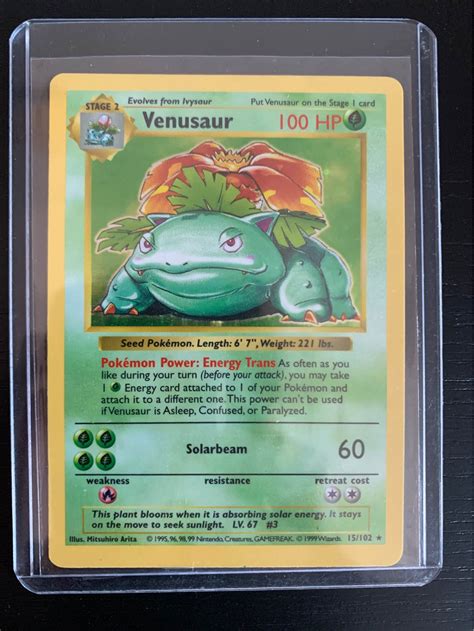 Evolves from Ivysaur Put Venusaur on the Stage 1 card
STAGE 2
Venusaur 100 HP
Seed Pokémon. Length: 6' 7", Weight: 221 lbs.
Pokémon Power: Energy Trans As often as you
like during your turn (before your attack), you may take
1 Energy card attached to 1 of your Pokémon and
attach it to a different one. This power can't be used
if Venusaur is Asleep, Confused, or Paralyzed.
Solarbeam 60
weakness resistance retreat cost
This plant blooms when it is absorbing solar energy. It stays
on the move to seek sunlight. LV. 67 #3
Illus. Mitsuhiro Arita © 1995, 96, 98, 99 Nintendo, Creatures, GAMEFREAK. © 1999 Wizards. 15/102 ★